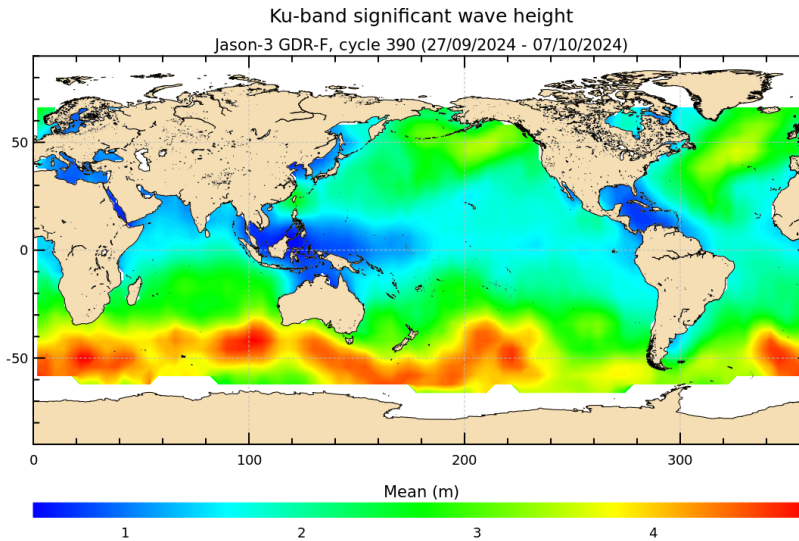 Ku-band significant wave height
Jason-3 GDR-F, cycle 390 (27/09/2024 - 07/10/2024)
50
0
-50
0 100 200 300
Mean (m)
1 2 3 4